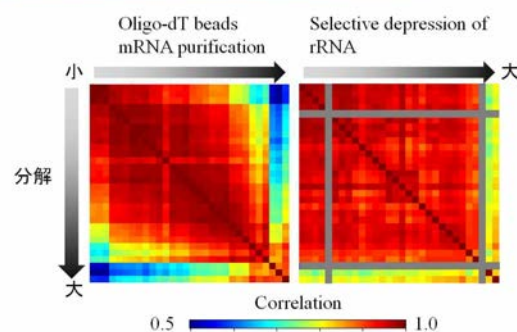 Oligo-dT beads
mRNA purification
Selective depression of
rRNA
小
大
分解
大
Correlation
0.5
1.0